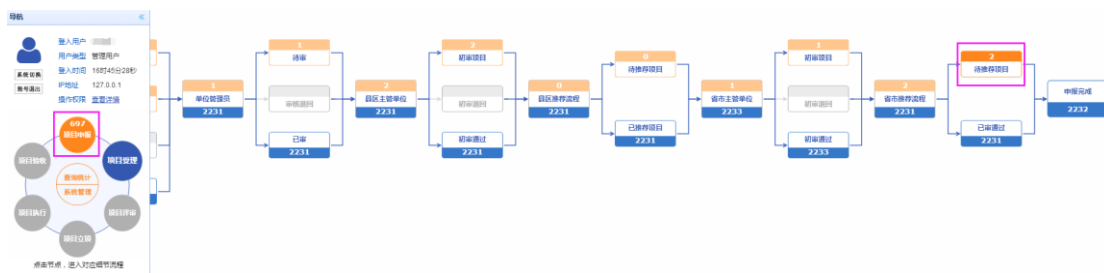 导航
«
登入用户
用户类型 管理用户
登入时间 16时45分28秒
IP地址 127.0.0.1
操作权限 查看详情
系统切换
账号退出
697
项目申报
项目验收
项目受理
查询统计
系统管理
项目执行
项目评审
项目立项
点击节点，进入对应细节流程
1
单位管理员
2231
1
待审
审核退回
已审
2231
2
县区主管单位
2231
2
初审项目
初审退回
初审通过
2231
0
县区推荐流程
2231
0
待推荐项目
已推荐项目
2231
1
省市主管单位
2233
1
初审项目
初审退回
初审通过
2233
2
省市推荐流程
2231
2
待推荐项目
已审通过
2231
申报完成
2232